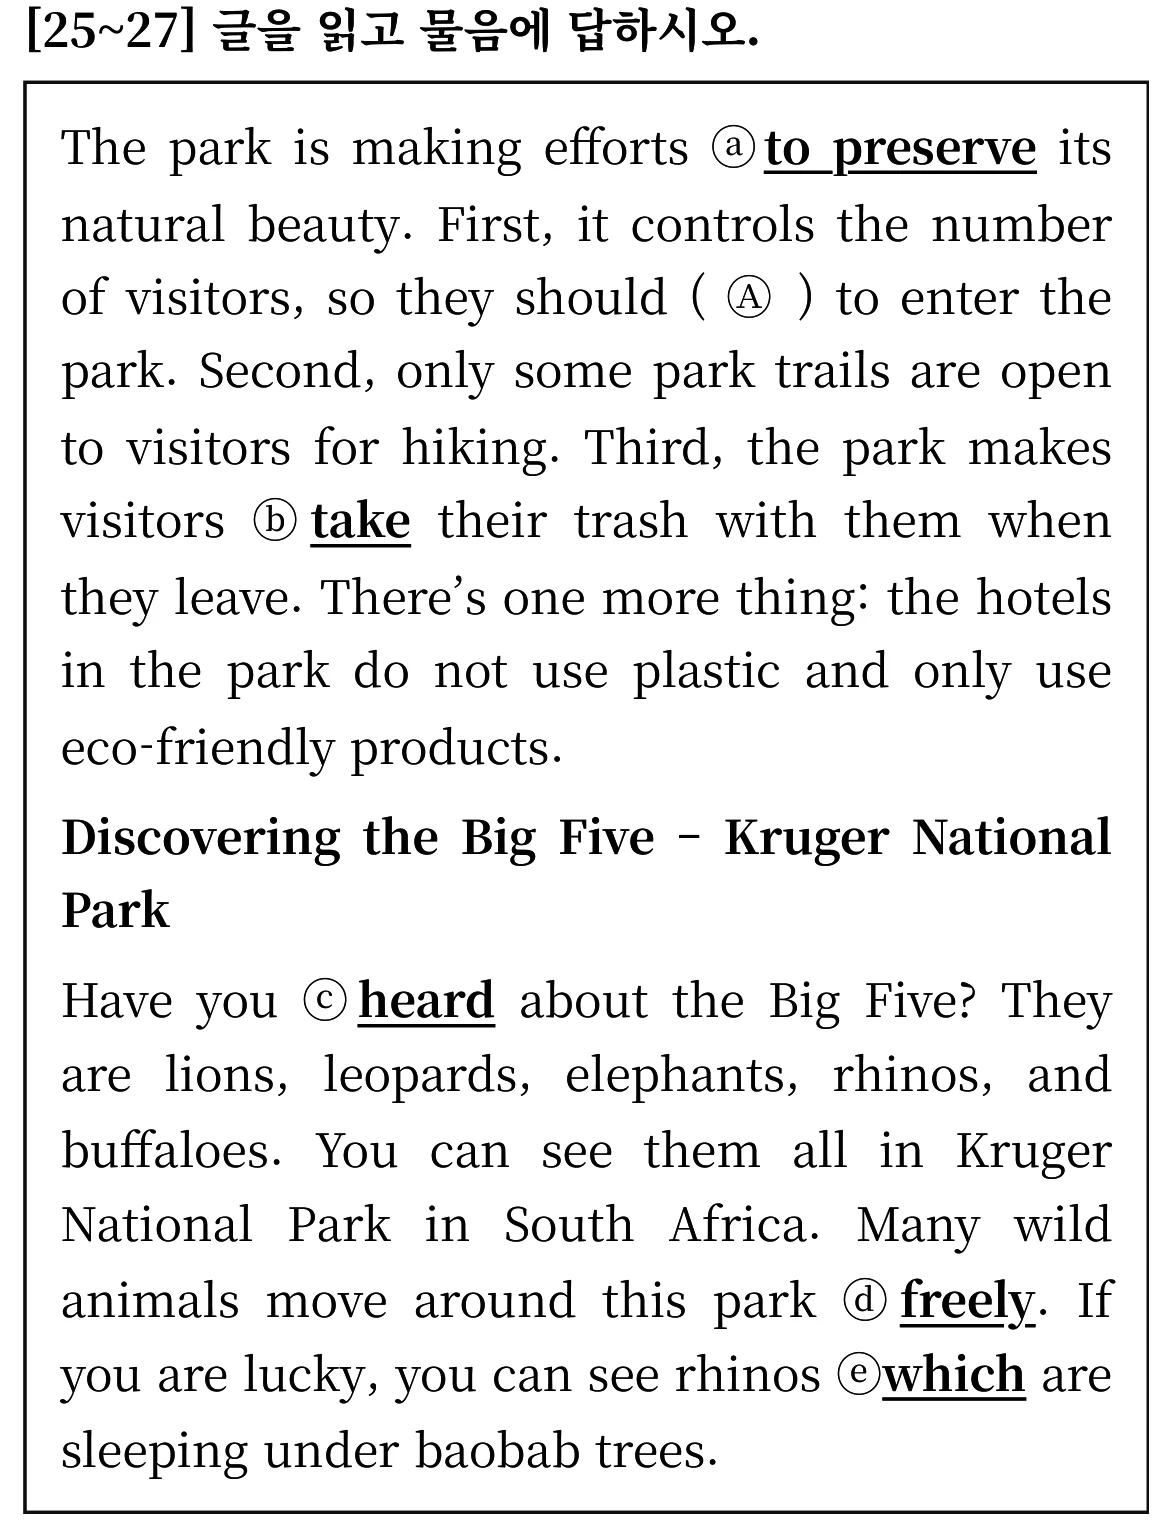 [25~27] 글을 읽고 물음에 답하시오.
The park is making efforts ⓐto preserve its
natural beauty. First, it controls the number
of visitors, so they should ( Ⓐ ) to enter the
park. Second, only some park trails are open
to visitors for hiking. Third, the park makes
visitors ⓑtake their trash with them when
they leave. There’s one more thing: the hotels
in the park do not use plastic and only use
eco-friendly products.
Discovering the Big Five – Kruger National
Park
Have you ⓒheard about the Big Five? They
are lions, leopards, elephants, rhinos, and
buffaloes. You can see them all in Kruger
National Park in South Africa. Many wild
animals move around this park ⓓfreely. If
you are lucky, you can see rhinos ⓔwhich are
sleeping under baobab trees.